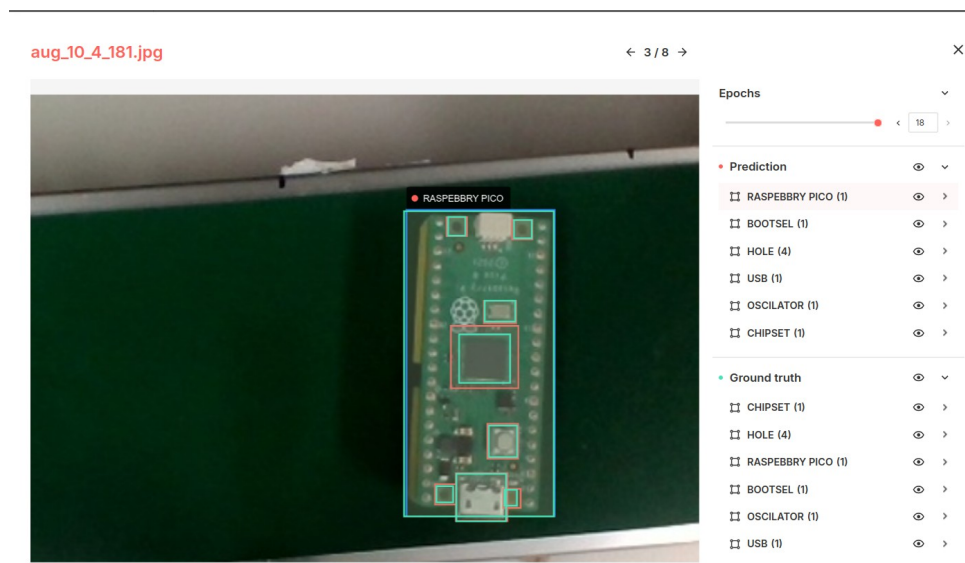 aug_10_4_181.jpg
← 3 / 8 →
Epochs
18
Prediction
RASPEBBRY PICO (1)
BOOTSEL (1)
HOLE (4)
USB (1)
OSCILATOR (1)
CHIPSET (1)
Ground truth
CHIPSET (1)
HOLE (4)
RASPEBBRY PICO (1)
BOOTSEL (1)
OSCILATOR (1)
USB (1)
RASPEBBRY PICO